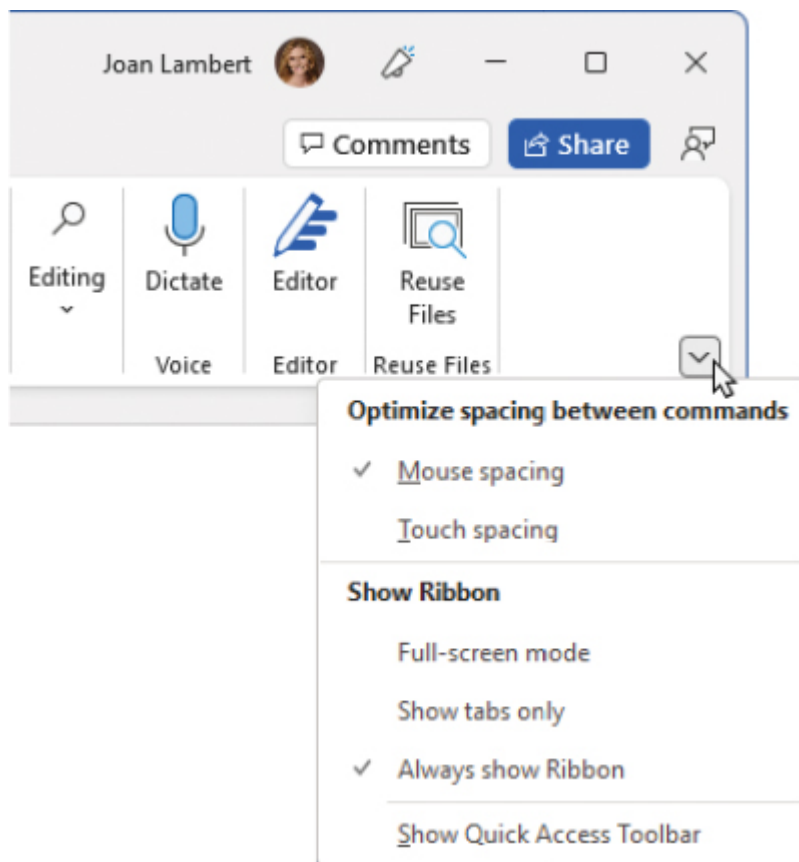 Joan Lambert
Comments
Share
Editing
Dictate
Editor
Reuse
Files
Voice
Editor
Reuse Files
Optimize spacing between commands
Mouse spacing
Touch spacing
Show Ribbon
Full-screen mode
Show tabs only
Always show Ribbon
Show Quick Access Toolbar